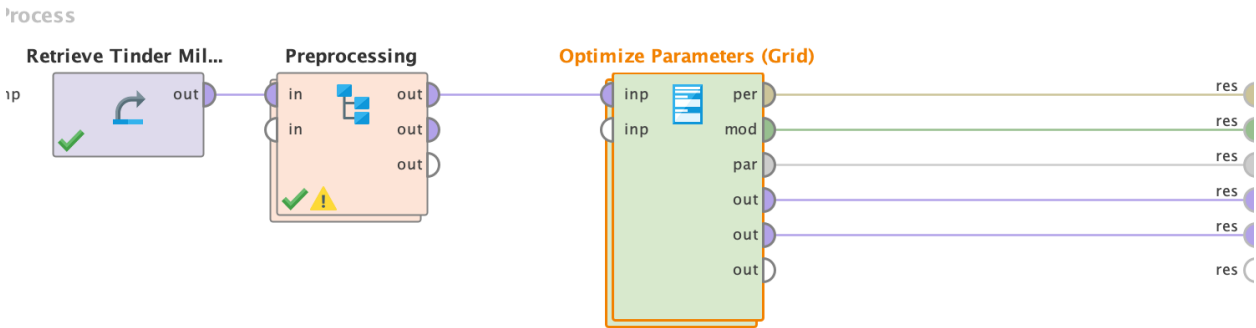 Process
Retrieve Tinder Mil... Preprocessing Optimize Parameters (Grid)
np out in out inp per res
in out inp mod res
out par res
out res
out res
out res